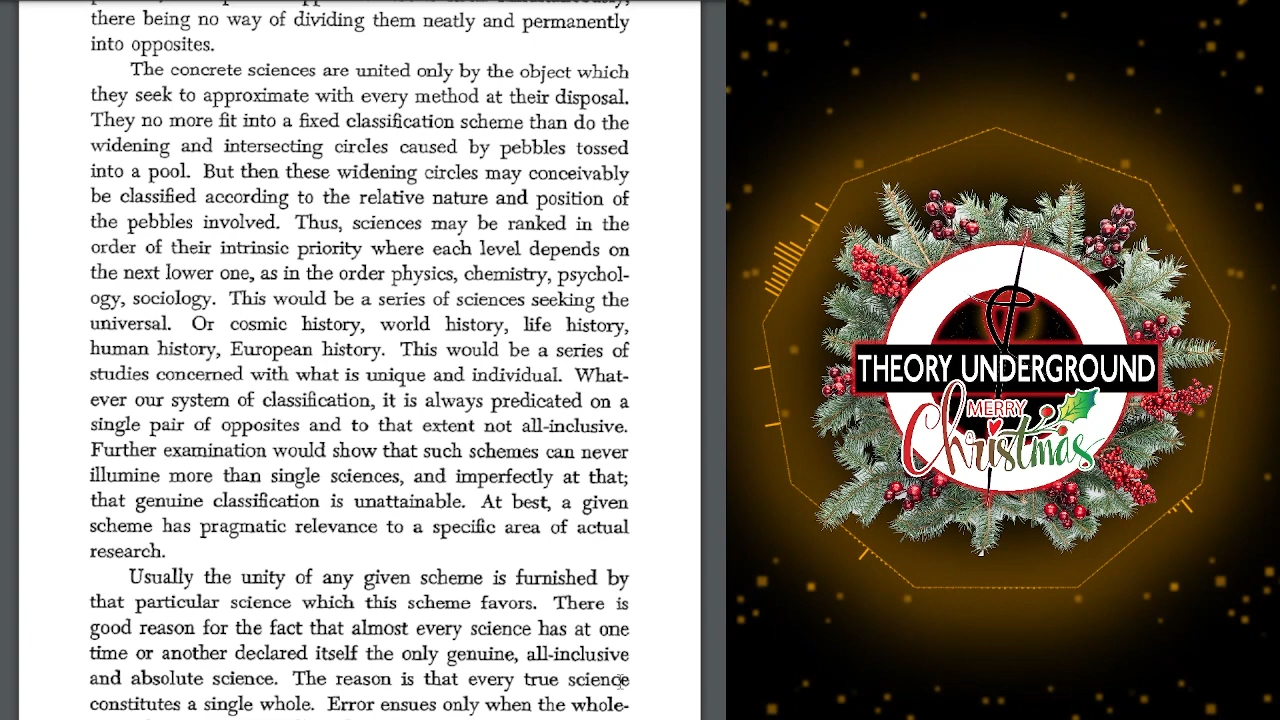 there being no way of dividing them neatly and permanently
into opposites.
The concrete sciences are united only by the object which
they seek to approximate with every method at their disposal.
They no more fit into a fixed classification scheme than do the
widening and intersecting circles caused by pebbles tossed
into a pool. But then these widening circles may conceivably
be classified according to the relative nature and position of
the pebbles involved. Thus, sciences may be ranked in the
order of their intrinsic priority where each level depends on
the next lower one, as in the order physics, chemistry, psychol-
ogy, sociology. This would be a series of sciences seeking the
universal. Or cosmic history, world history, life history,
human history, European history. This would be a series of
studies concerned with what is unique and individual. What-
ever our system of classification, it is always predicated on a
single pair of opposites and to that extent not all-inclusive.
Further examination would show that such schemes can never
illumine more than single sciences, and imperfectly at that;
that genuine classification is unattainable. At best, a given
scheme has pragmatic relevance to a specific area of actual
research.
Usually the unity of any given scheme is furnished by
that particular science which this scheme favors. There is
good reason for the fact that almost every science has at one
time or another declared itself the only genuine, all-inclusive
and absolute science. The reason is that every true science
constitutes a single whole. Error ensues only when the whole-
THEORY UNDERGROUND
MERRY
Christmas